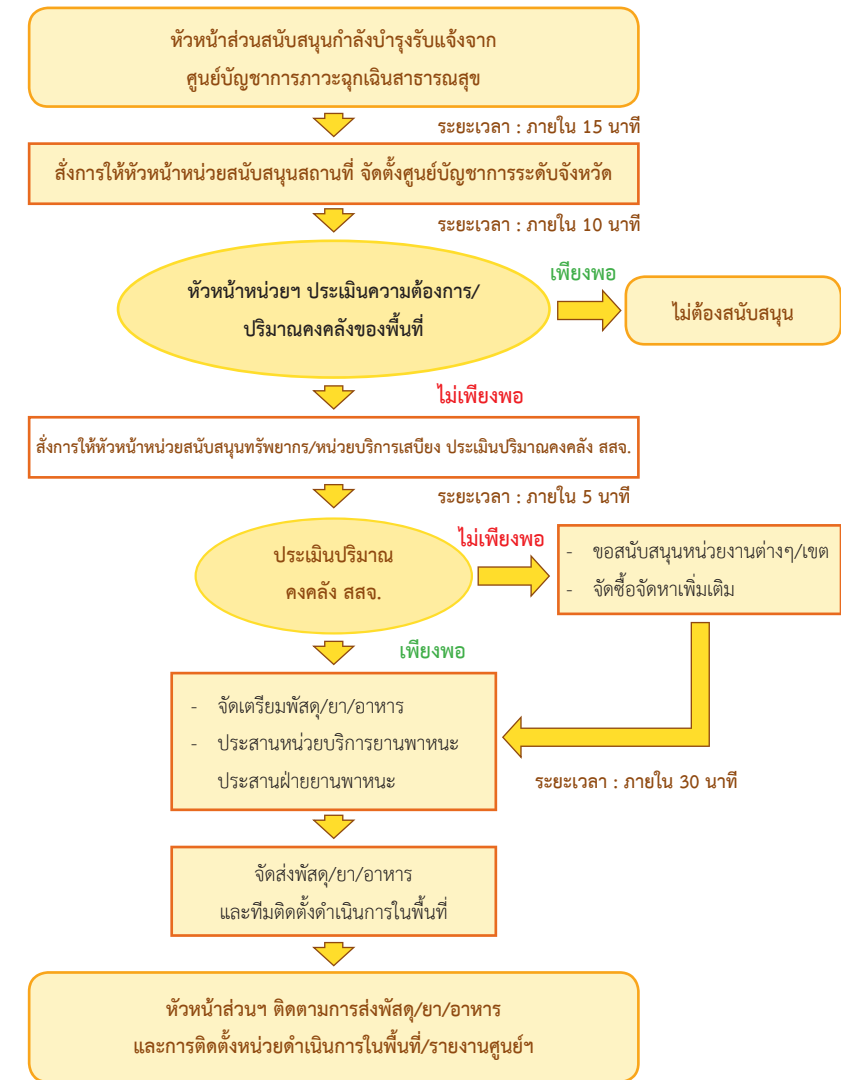 หัวหน้าส่วนสนับสนุนกำลังบำรุงรับแจ้งจาก
ศูนย์บัญชาการภาวะฉุกเฉินสาธารณสุข
ระยะเวลา : ภายใน 15 นาที
สั่งการให้หัวหน้าหน่วยสนับสนุนสถานที่ จัดตั้งศูนย์บัญชาการระดับจังหวัด
ระยะเวลา : ภายใน 10 นาที
หัวหน้าหน่วยฯ ประเมินความต้องการ/
ปริมาณคงคลังของพื้นที่
เพียงพอ
ไม่ต้องสนับสนุน
ไม่เพียงพอ
สั่งการให้หัวหน้าหน่วยสนับสนุนทรัพยากร/หน่วยบริการเสบียง ประเมินปริมาณคงคลัง สสจ.
ระยะเวลา : ภายใน 5 นาที
ประเมินปริมาณ
คงคลัง สสจ.
ไม่เพียงพอ
- ขอสนับสนุนหน่วยงานต่างๆ/เขต
- จัดซื้อจัดหาเพิ่มเติม
เพียงพอ
- จัดเตรียมพัสดุ/ยา/อาหาร
- ประสานหน่วยบริการยานพาหนะ
ประสานฝ่ายยานพาหนะ
ระยะเวลา : ภายใน 30 นาที
จัดส่งพัสดุ/ยา/อาหาร
และทีมติดตั้งดำเนินการในพื้นที่
หัวหน้าส่วนฯ ติดตามการส่งพัสดุ/ยา/อาหาร
และการติดตั้งหน่วยดำเนินการในพื้นที่/รายงานศูนย์ฯ